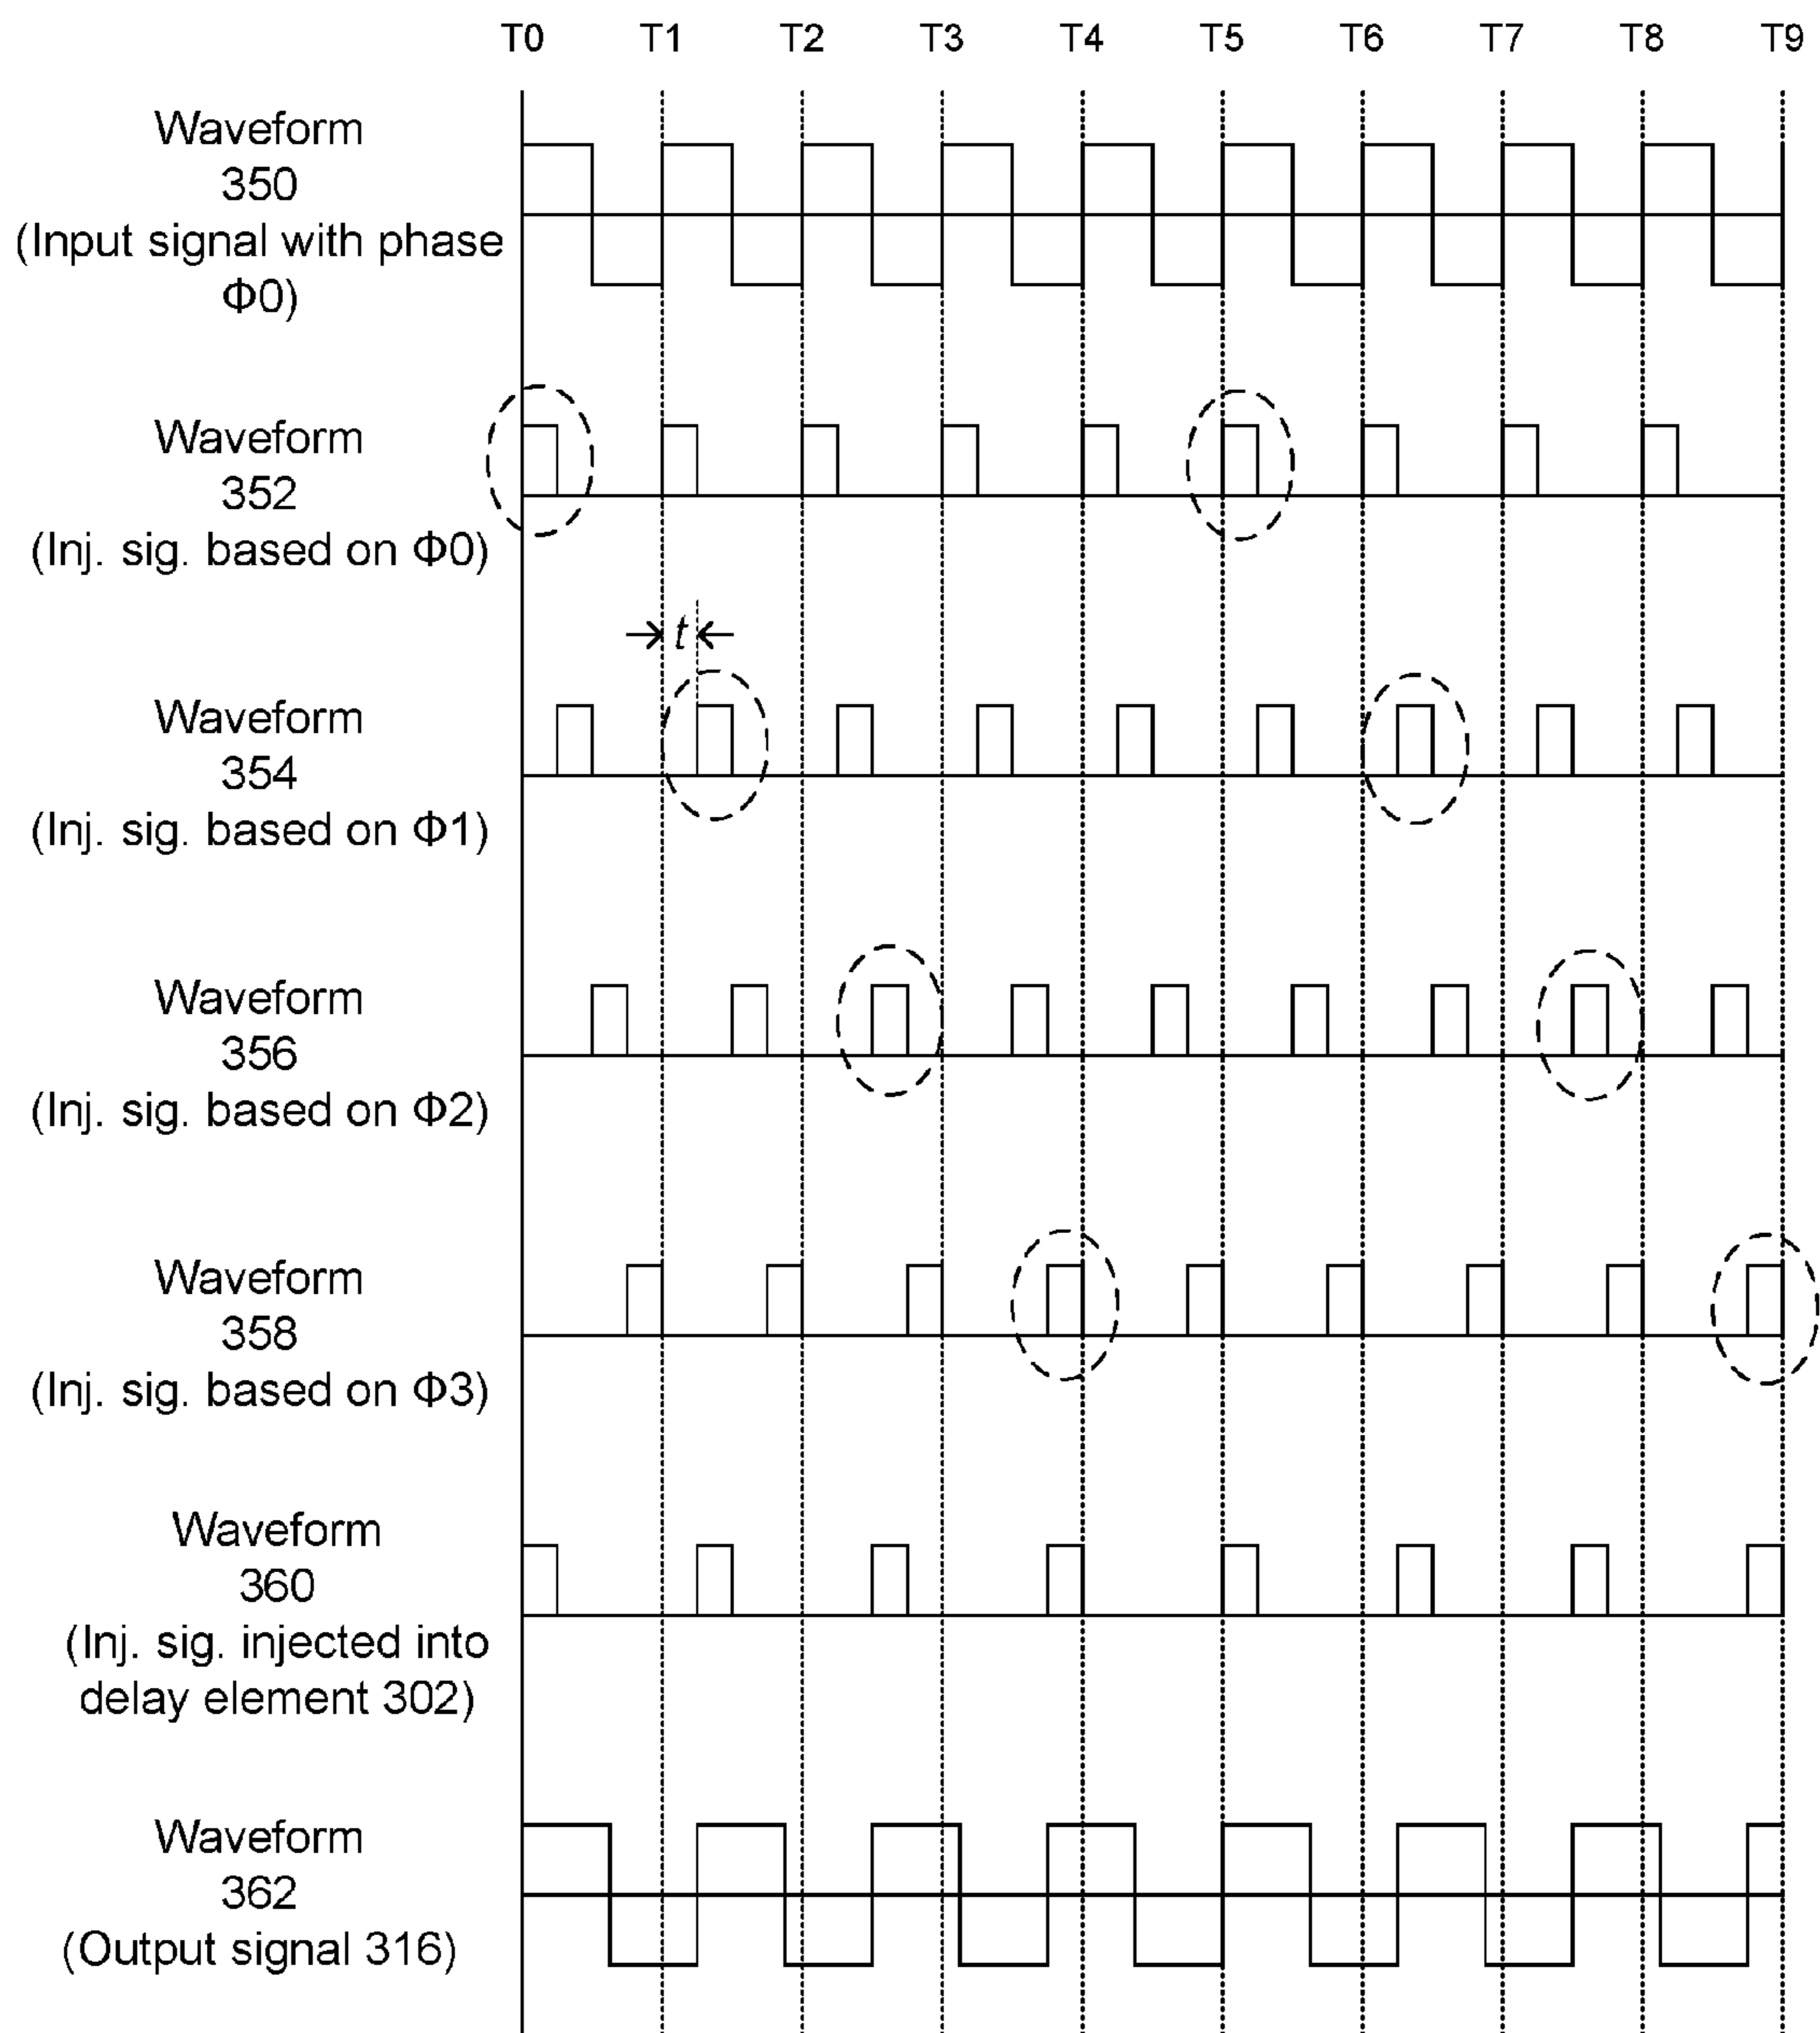 T0 T1 T2 T3 T4 T5 T6 T7 T8 T9
Waveform
350
(Input signal with phase
Φ0)
Waveform
352
(Inj. sig. based on Φ0)
t
Waveform
354
(Inj. sig. based on Φ1)
Waveform
356
(Inj. sig. based on Φ2)
Waveform
358
(Inj. sig. based on Φ3)
Waveform
360
(Inj. sig. injected into
delay element 302)
Waveform
362
(Output signal 316)